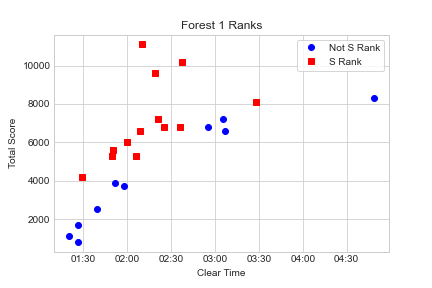 Forest 1 Ranks
Not S Rank
S Rank
Total Score
10000
8000
6000
4000
2000
01:30 02:00 02:30 03:00 03:30 04:00 04:30
Clear Time